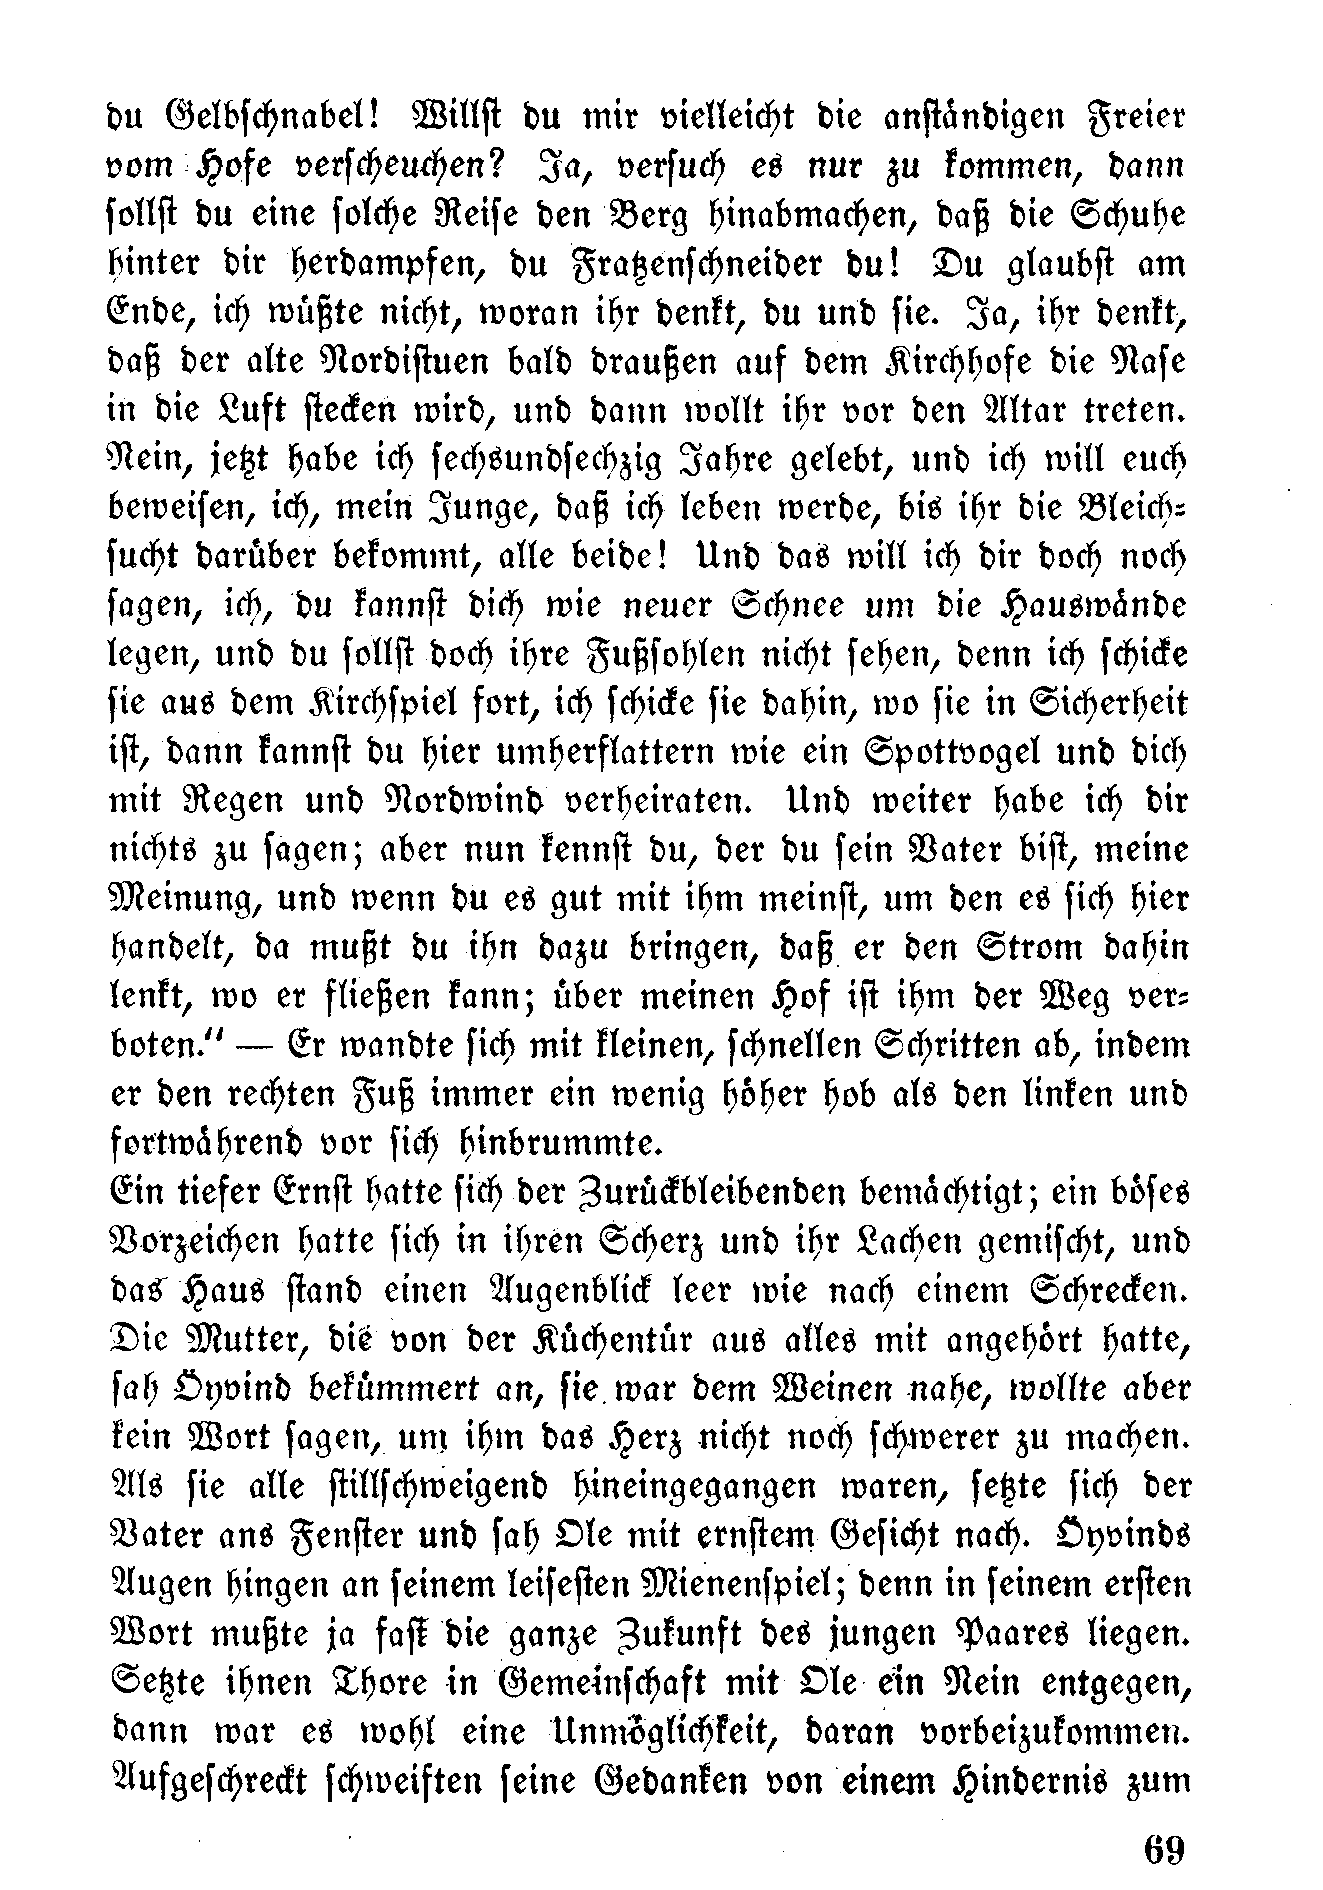 du Gelbschnabel! Willst du mir vielleicht die anständigen Freier
vom Hofe verscheuchen? Ja, versuch es nur zu kommen, dann
sollst du eine solche Reise den Berg hinabmachen, daß die Schuhe
hinter dir herdampfen, du Fratzenschneider du! Du glaubst am
Ende, ich wüßte nicht, woran ihr denkt, du und sie. Ja, ihr denkt,
daß der alte Nordistuen bald draußen auf dem Kirchhofe die Nase
in die Luft stecken wird, und dann wollt ihr vor den Altar treten.
Nein, jetzt habe ich sechsundsechzig Jahre gelebt, und ich will euch
beweisen, ich, mein Junge, daß ich leben werde, bis ihr die Bleich-
sucht darüber bekommt, alle beide! Und das will ich dir doch noch
sagen, ich, du kannst dich wie neuer Schnee um die Hauswände
legen, und du sollst doch ihre Fußsohlen nicht sehen, denn ich schicke
sie aus dem Kirchspiel fort, ich schicke sie dahin, wo sie in Sicherheit
ist, dann kannst du hier umherflattern wie ein Spottvogel und dich
mit Regen und Nordwind verheiraten. Und weiter habe ich dir
nichts zu sagen; aber nun kennst du, der du sein Vater bist, meine
Meinung, und wenn du es gut mit ihm meinst, um den es sich hier
handelt, da mußt du ihn dazu bringen, daß er den Strom dahin
lenkt, wo er fließen kann; über meinen Hof ist ihm der Weg ver-
boten.“ — Er wandte sich mit kleinen, schnellen Schritten ab, indem
er den rechten Fuß immer ein wenig höher hob als den linken und
fortwährend vor sich hinbrummte.
Ein tiefer Ernst hatte sich der Zurückbleibenden bemächtigt; ein böses
Vorzeichen hatte sich in ihren Scherz und ihr Lachen gemischt, und
das Haus stand einen Augenblick leer wie nach einem Schrecken.
Die Mutter, die von der Küchentür aus alles mit angehört hatte,
sah Öyvind bekümmert an, sie war dem Weinen nahe, wollte aber
kein Wort sagen, um ihm das Herz nicht noch schwerer zu machen.
Als sie alle stillschweigend hineingegangen waren, setzte sich der
Vater ans Fenster und sah Ole mit ernstem Gesicht nach. Öyvinds
Augen hingen an seinem leisesten Mienenspiel; denn in seinem ersten
Wort mußte ja fast die ganze Zukunft des jungen Paares liegen.
Setzte ihnen Thore in Gemeinschaft mit Ole ein Nein entgegen,
dann war es wohl eine Unmöglichkeit, daran vorbeizukommen.
Aufgeschreckt schweiften seine Gedanken von einem Hindernis zum
69